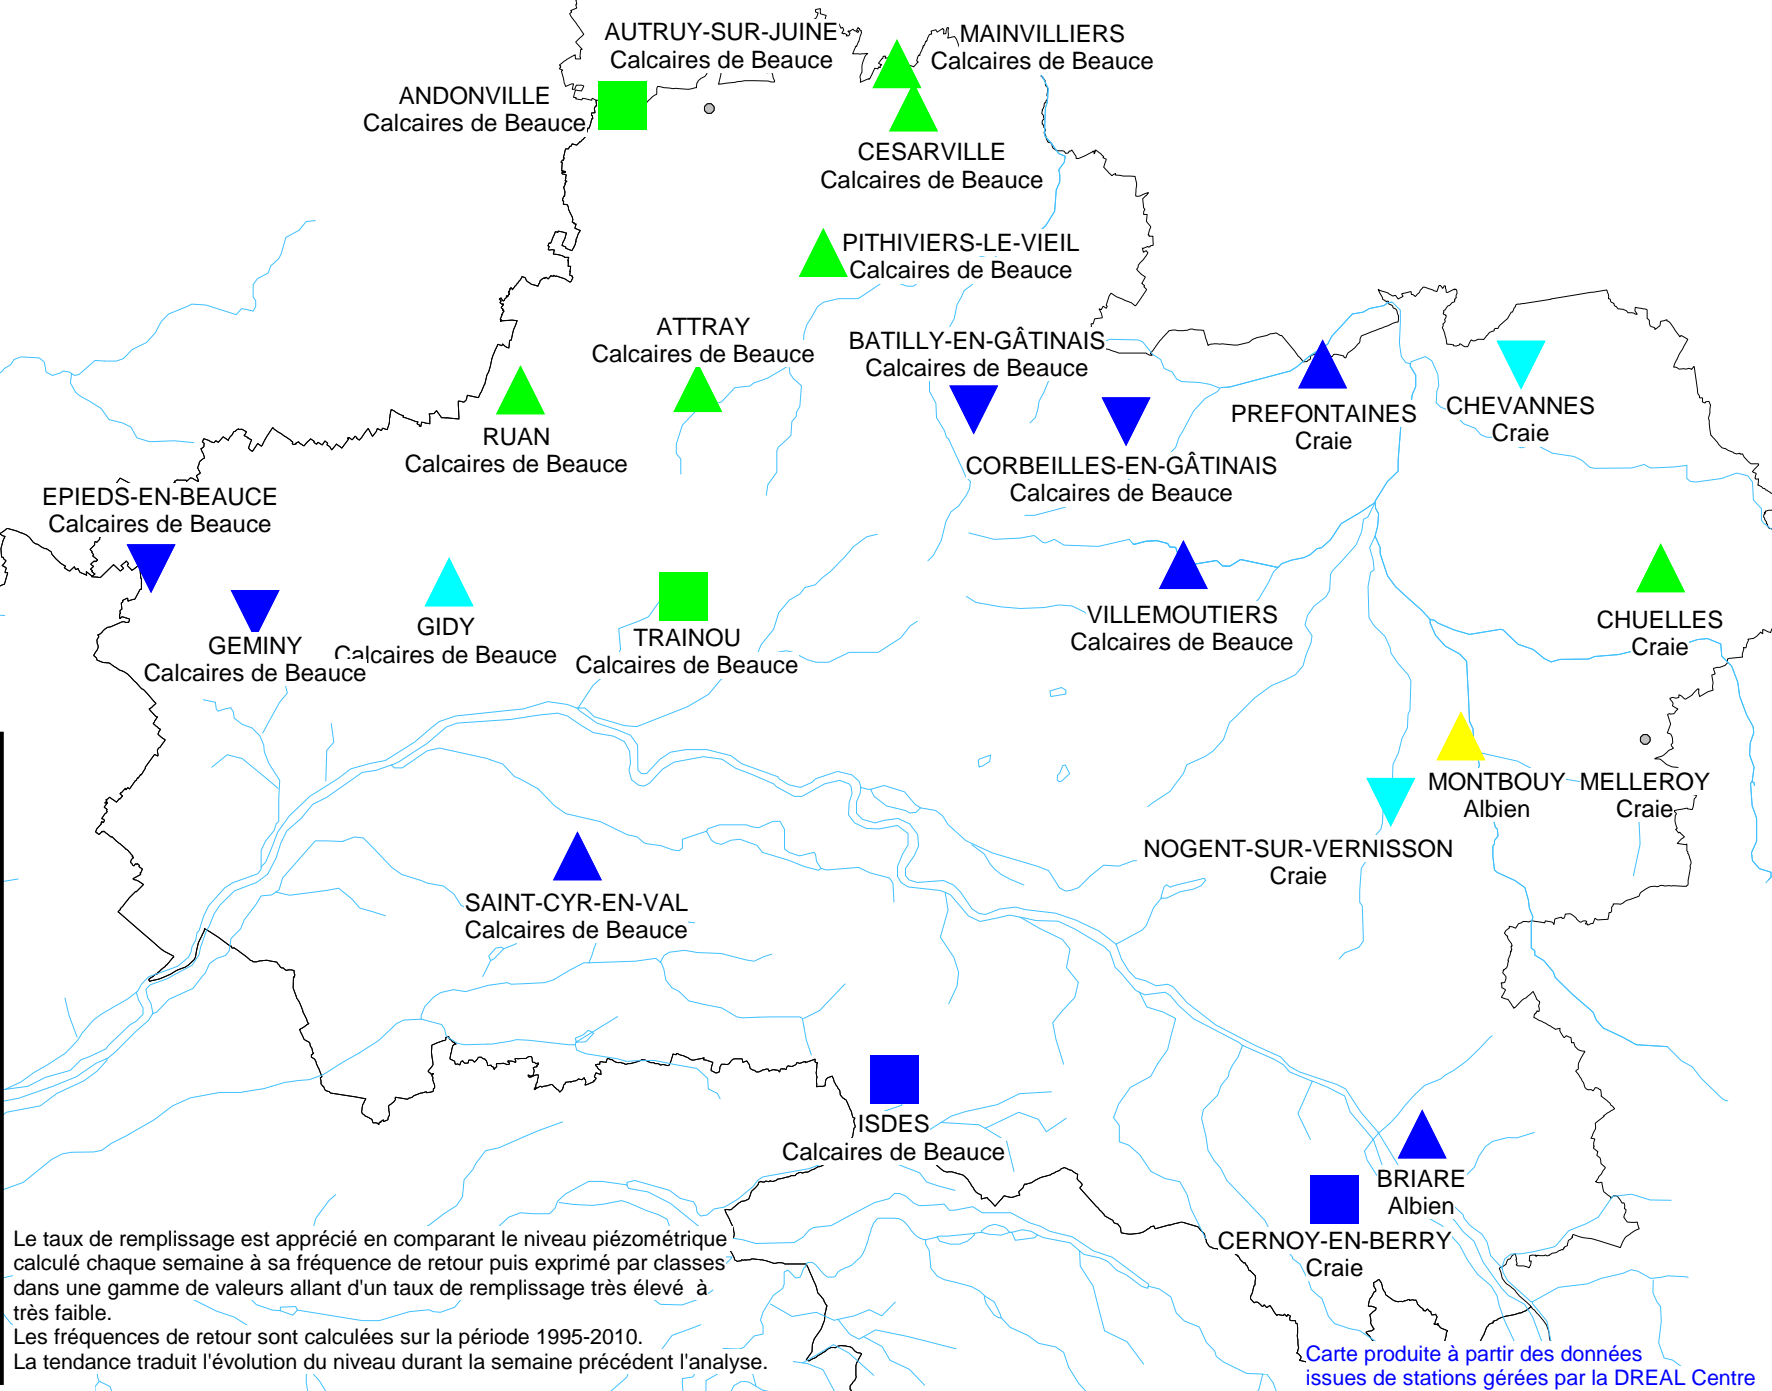 AUTRUY-SUR-JUINE
Calcaires de Beauce
MAINVILLIERS
Calcaires de Beauce
ANDONVILLE
Calcaires de Beauce
CESARVILLE
Calcaires de Beauce
PITHIVIERS-LE-VIEIL
Calcaires de Beauce
ATTRAY
Calcaires de Beauce
BATILLY-EN-GÂTINAIS
Calcaires de Beauce
PREFONTAINES
Craie
CHEVANNES
Craie
RUAN
Calcaires de Beauce
CORBEILLES-EN-GÂTINAIS
Calcaires de Beauce
EPIEDS-EN-BEAUCE
Calcaires de Beauce
GEMINY
Calcaires de Beauce
GIDY
Calcaires de Beauce
TRAINOU
Calcaires de Beauce
VILLEMOUTIERS
Calcaires de Beauce
CHUELLES
Craie
MONTBOUY
Albien
MELLEROY
Craie
NOGENT-SUR-VERNISSON
Craie
SAINT-CYR-EN-VAL
Calcaires de Beauce
ISDES
Calcaires de Beauce
BRIARE
Albien
CERNOY-EN-BERRY
Craie
Le taux de remplissage est apprécié en comparant le niveau piézométrique
calculé chaque semaine à sa fréquence de retour puis exprimé par classes
dans une gamme de valeurs allant d'un taux de remplissage très élevé à
très faible.
Les fréquences de retour sont calculées sur la période 1995-2010.
La tendance traduit l'évolution du niveau durant la semaine précédent l'analyse.
Carte produite à partir des données
issues de stations gérées par la DREAL Centre